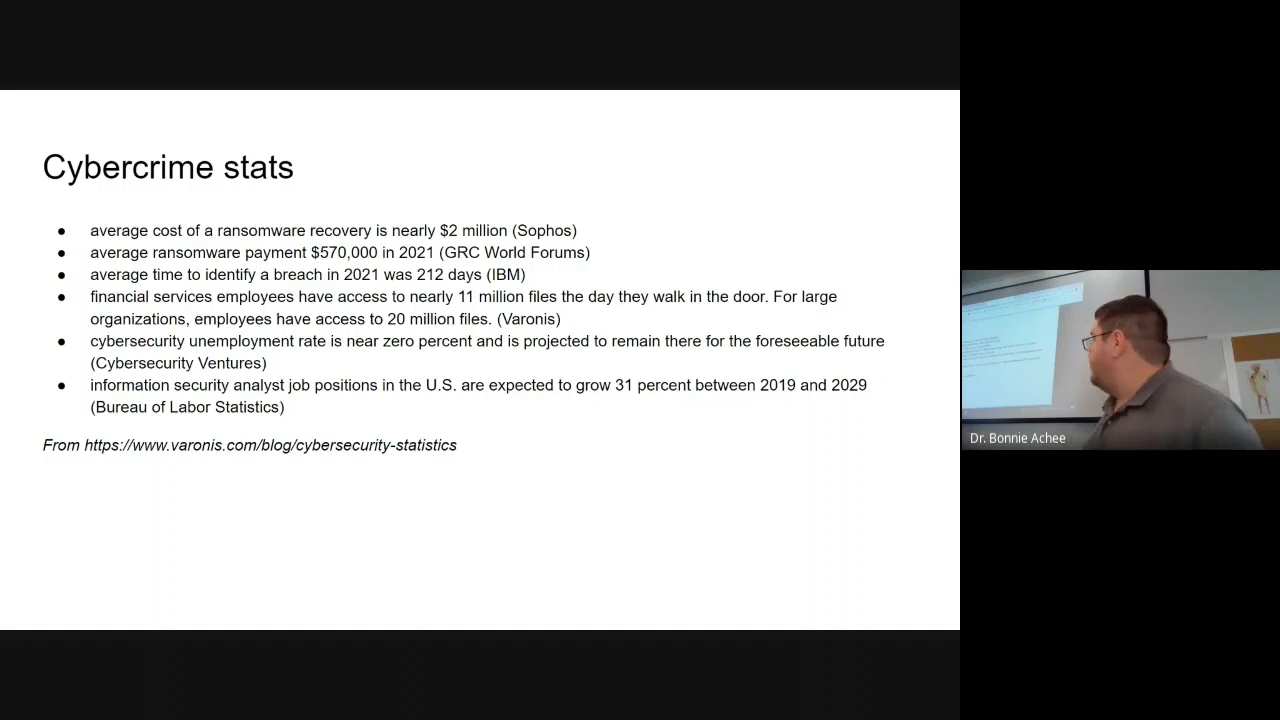 Cybercrime stats
● average cost of a ransomware recovery is nearly $2 million (Sophos)
● average ransomware payment $570,000 in 2021 (GRC World Forums)
● average time to identify a breach in 2021 was 212 days (IBM)
● financial services employees have access to nearly 11 million files the day they walk in the door. For large
organizations, employees have access to 20 million files. (Varonis)
● cybersecurity unemployment rate is near zero percent and is projected to remain there for the foreseeable future
(Cybersecurity Ventures)
● information security analyst job positions in the U.S. are expected to grow 31 percent between 2019 and 2029
(Bureau of Labor Statistics)
From https://www.varonis.com/blog/cybersecurity-statistics
Dr. Bonnie Achee